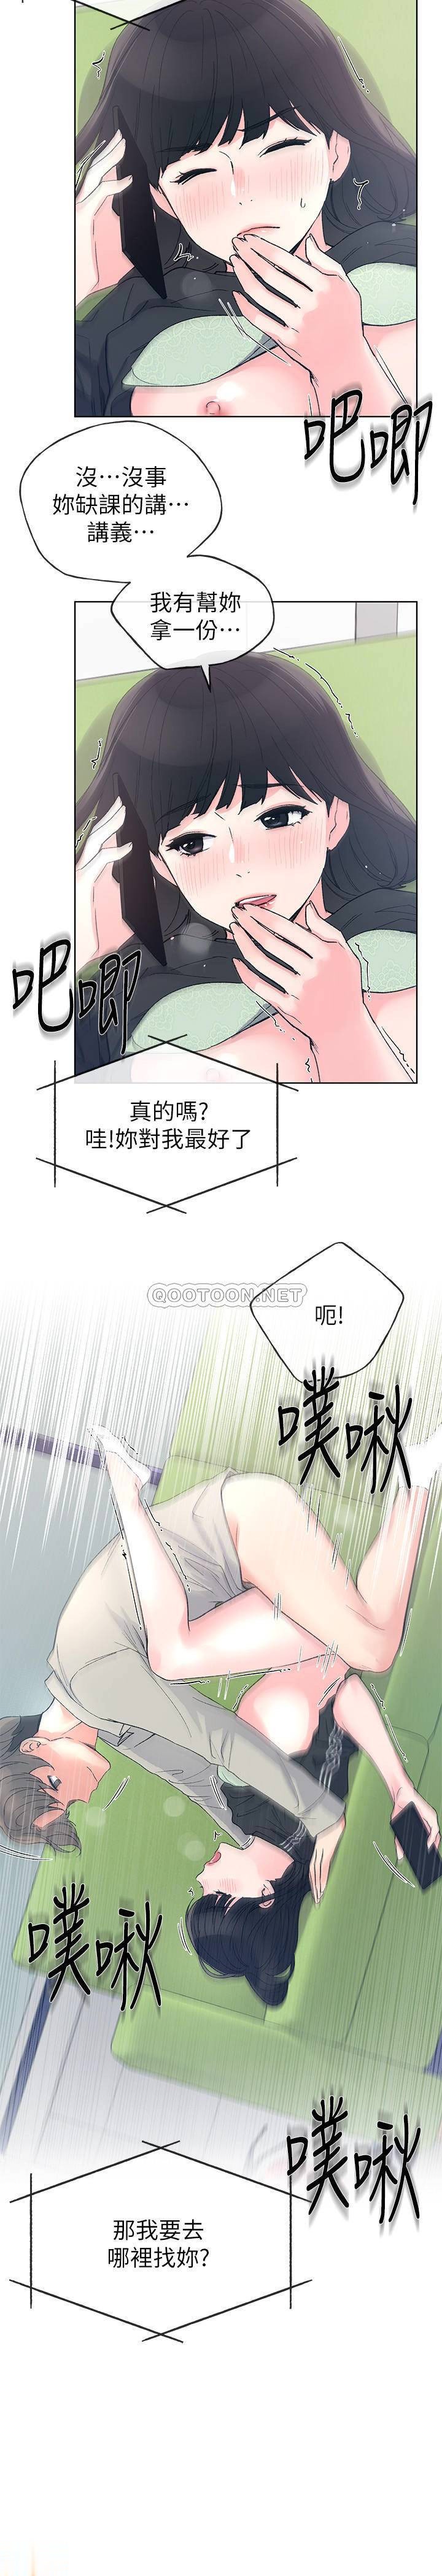 吧唧
沒…沒事
妳缺課的講…
講義…
我有幫妳
拿一份…
吧唧
真的嗎?
哇!妳對我最好了
QOOTOON.NET
呃!
噗啾
噗啾
噗啾
那我要去
哪裡找妳?